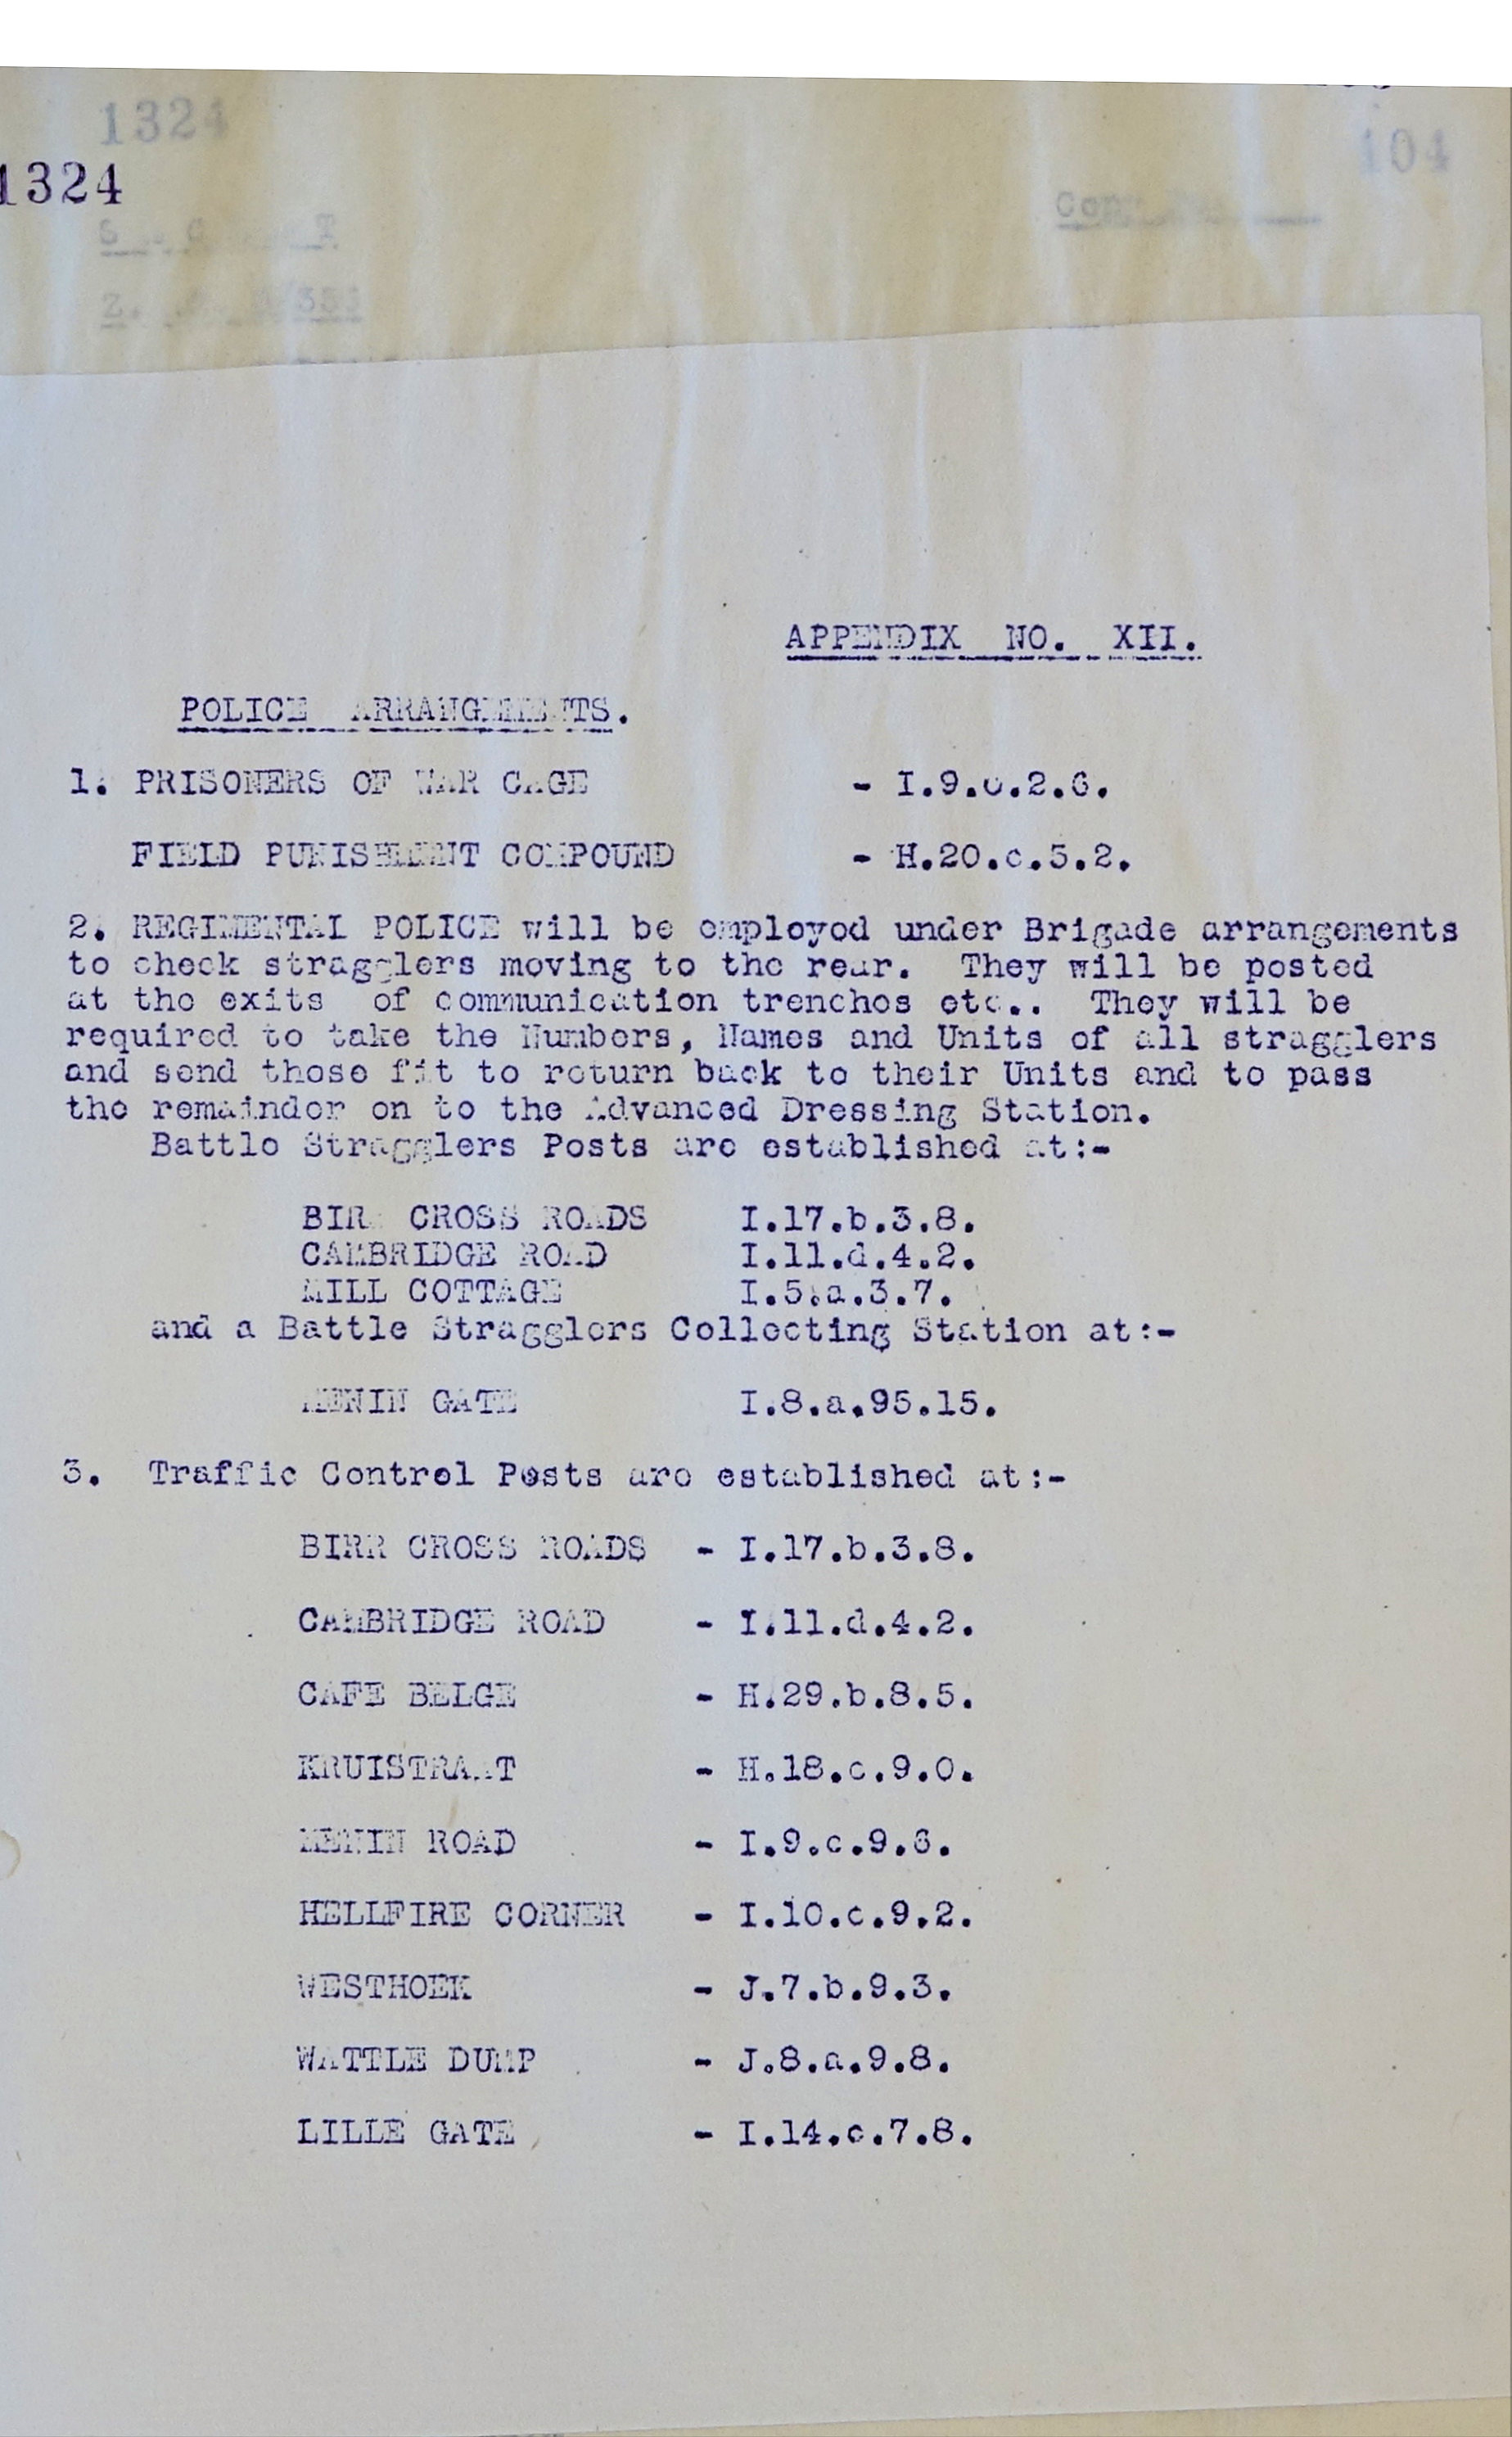 1324
104
1324
APPENDIX NO. XII.
POLICE ARRANGEMENTS.
1. PRISONERS OF WAR CAGE - I.9.c.2.6.
FIELD PUNISHMENT COMPOUND - H.20.c.5.2.
2. REGIMENTAL POLICE will be employed under Brigade arrangements
to check stragglers moving to the rear. They will be posted
at the exits of communication trenches etc.. They will be
required to take the Numbers, Names and Units of all stragglers
and send those fit to return back to their Units and to pass
the remainder on to the Advanced Dressing Station.
Battle Stragglers Posts are established at:-
BIRR CROSS ROADS I.17.b.3.8.
CAMBRIDGE ROAD I.11.d.4.2.
MILL COTTAGE I.5.a.3.7.
and a Battle Stragglers Collecting Station at:-
MENIN GATE I.8.a.95.15.
3. Traffic Control Posts are established at:-
BIRR CROSS ROADS - I.17.b.3.8.
CAMBRIDGE ROAD - I.11.d.4.2.
CAFE BELGE - H.29.b.8.5.
KRUISTRAAT - H.18.c.9.0.
MENIN ROAD - I.9.c.9.6.
HELLFIRE CORNER - I.10.c.9.2.
WESTHOEK - J.7.b.9.3.
WATTLE DUMP - J.8.a.9.8.
LILLE GATE - I.14.c.7.8.